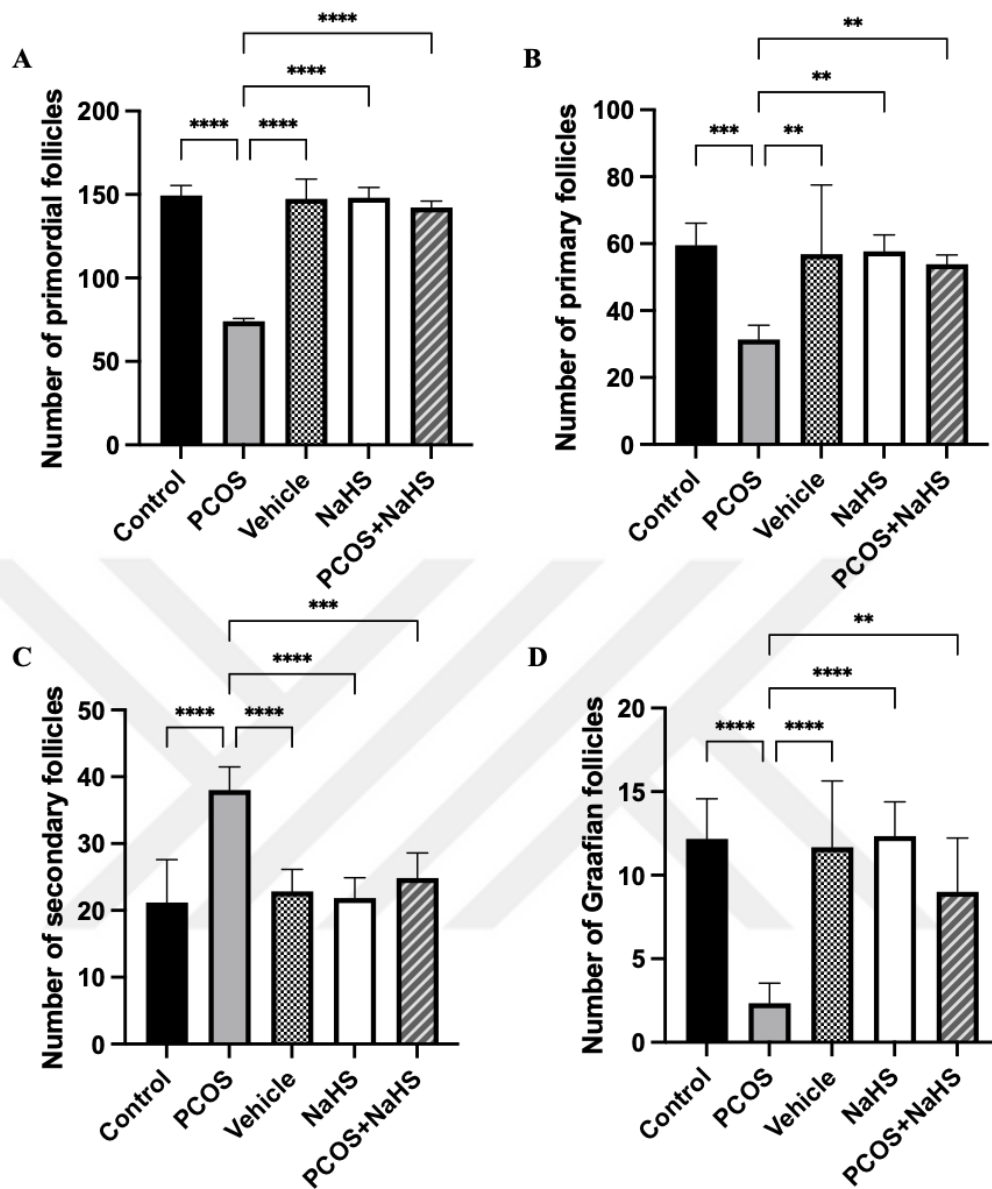 A
Number of primordial follicles
****
****
****
****
200
150
100
50
0
Control
PCOS
Vehicle
NaHS
PCOS+NaHS
B
Number of primary follicles
**
**
***
**
100
80
60
40
20
0
Control
PCOS
Vehicle
NaHS
PCOS+NaHS
C
Number of secondary follicles
***
****
****
****
50
40
30
20
10
0
Control
PCOS
Vehicle
NaHS
PCOS+NaHS
D
Number of Graafian follicles
**
****
****
****
20
15
10
5
0
Control
PCOS
Vehicle
NaHS
PCOS+NaHS